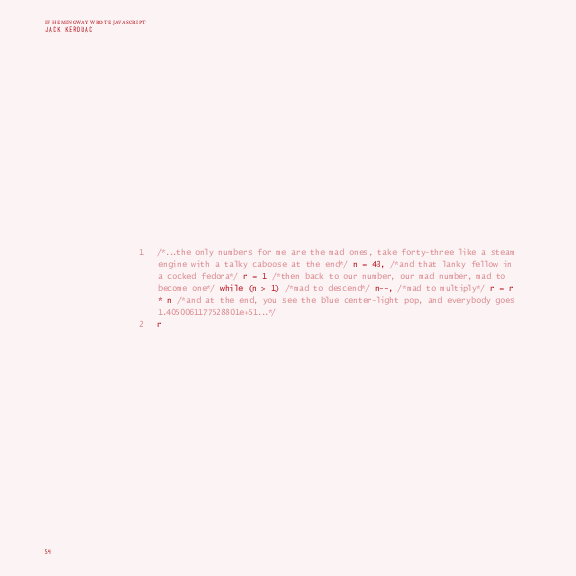 IF HEMINGWAY WROTE JAVASCRIPT
JACK KEROUAC
1 /*...the only numbers for me are the mad ones, take forty-three like a steam
engine with a talky caboose at the end*/ n = 43, /*and that lanky fellow in
a cocked fedora*/ r = 1 /*then back to our number, our mad number, mad to
become one*/ while (n > 1) /*mad to descend*/ n--, /*mad to multiply*/ r = r
* n /*and at the end, you see the blue center-light pop, and everybody goes
1.4050061177528801e+51...*/
2 r
54